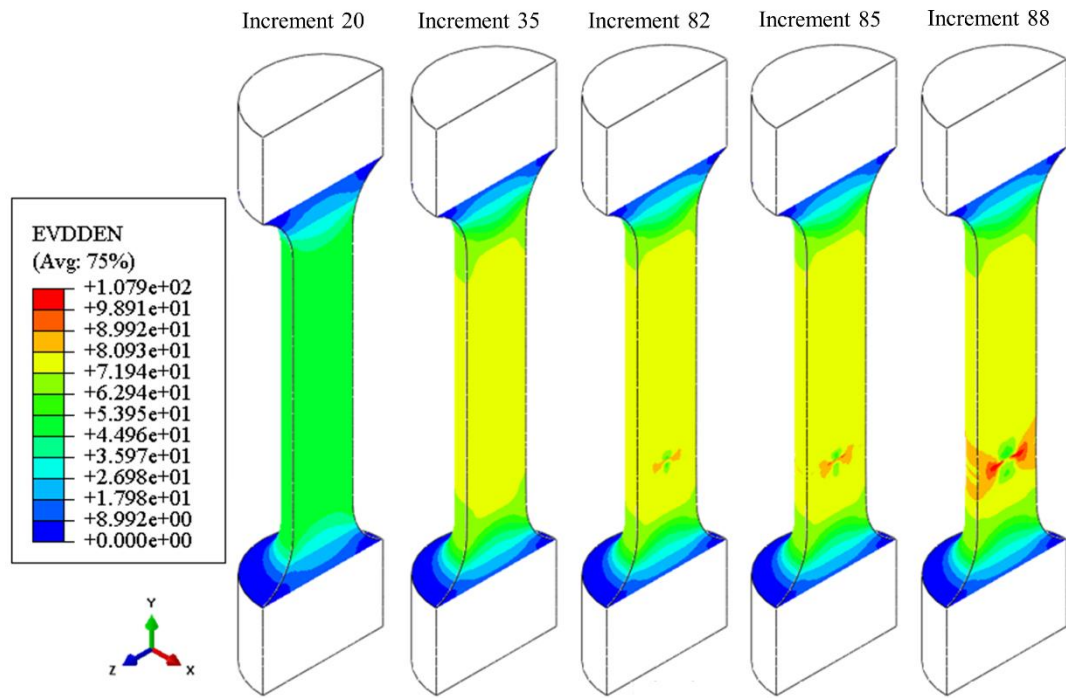 Increment 20
Increment 35
Increment 82
Increment 85
Increment 88
EVDDEN
(Avg: 75%)
+1.079e+02
+9.891e+01
+8.992e+01
+8.093e+01
+7.194e+01
+6.294e+01
+5.395e+01
+4.496e+01
+3.597e+01
+2.698e+01
+1.798e+01
+8.992e+00
+0.000e+00
Y
Z
X